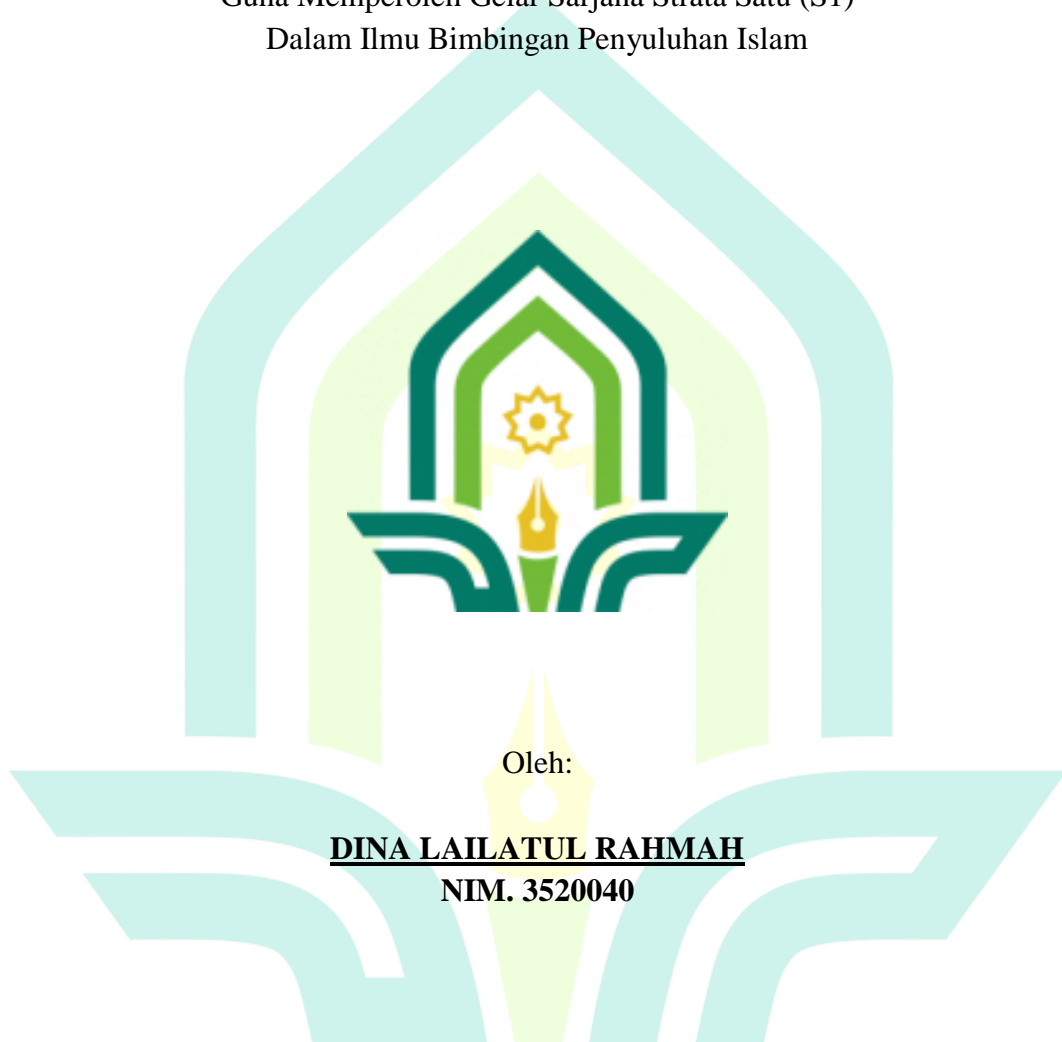 Guna Memperoleh Gelar Sarjana Strata Satu (S1)
Dalam Ilmu Bimbingan Penyuluhan Islam
Oleh:
DINA LAILATUL RAHMAH
NIM. 3520040